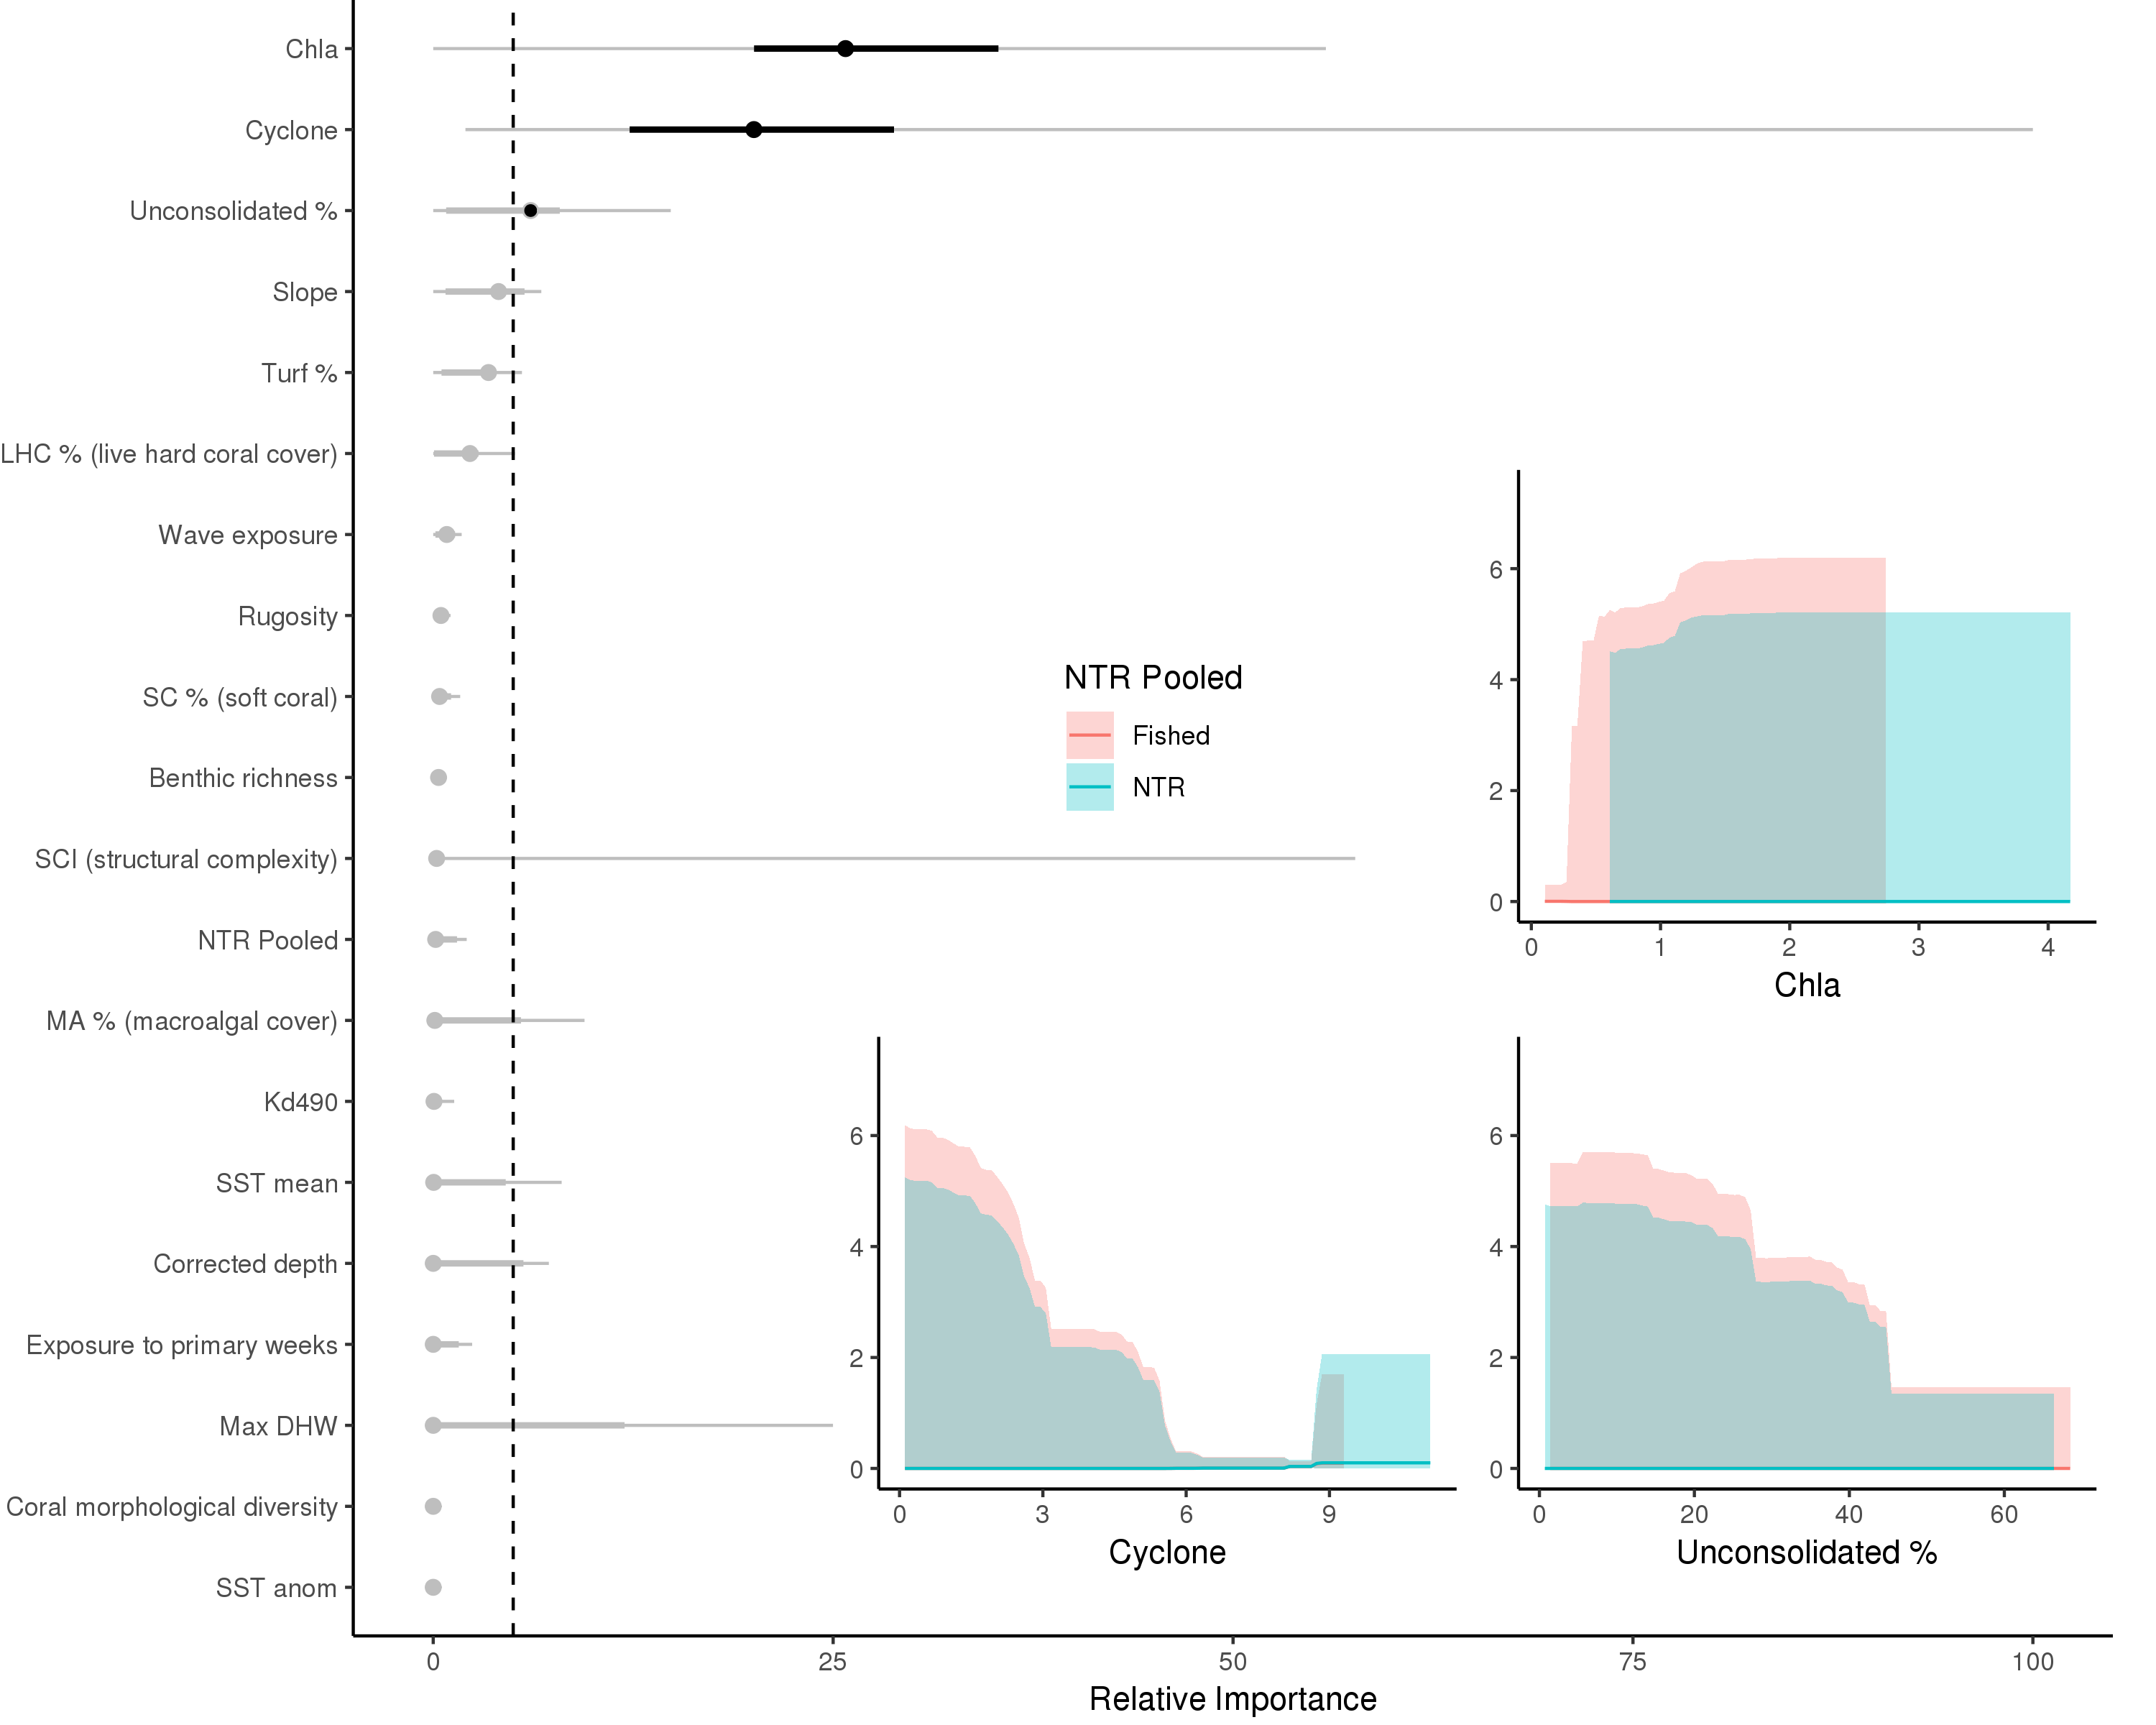 Chla
Cyclone
Unconsolidated %
Slope
Turf %
LHC % (live hard coral cover)
Wave exposure
Rugosity
SC % (soft coral)
Benthic richness
SCI (structural complexity)
NTR Pooled
MA % (macroalgal cover)
Kd490
SST mean
Corrected depth
Exposure to primary weeks
Max DHW
Coral morphological diversity
SST anom
0 25 50 75 100
Relative Importance
NTR Pooled
Fished
NTR
6
4
2
0
0 1 2 3 4
Chla
6
4
2
0
0 3 6 9
Cyclone
6
4
2
0
0 20 40 60
Unconsolidated %